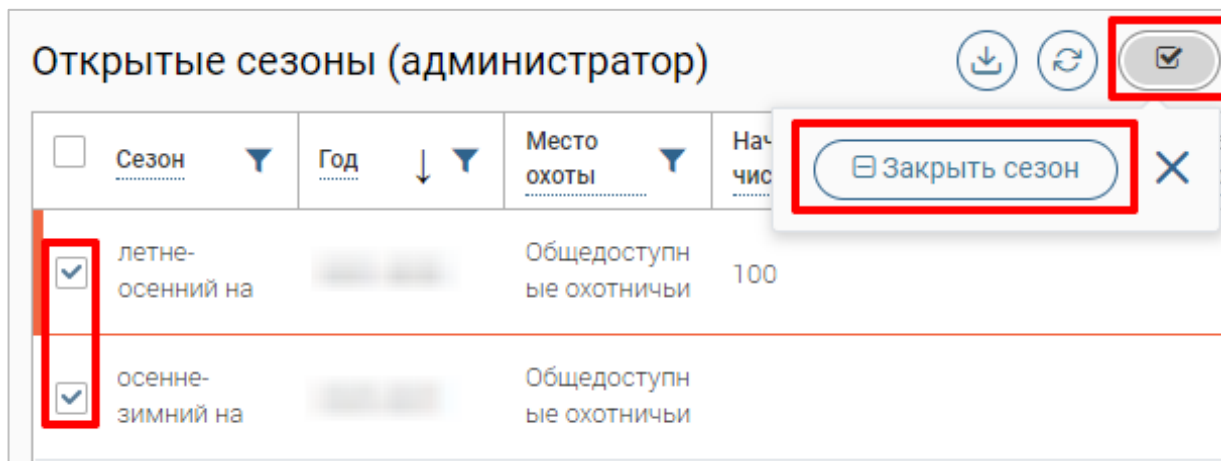 Открытые сезоны (администратор)
Сезон
Год
Место
охоты
Закрыть сезон
летне-
осенний на
Общедоступн
ые охотничьи
100
осенне-
зимний на
Общедоступн
ые охотничьи